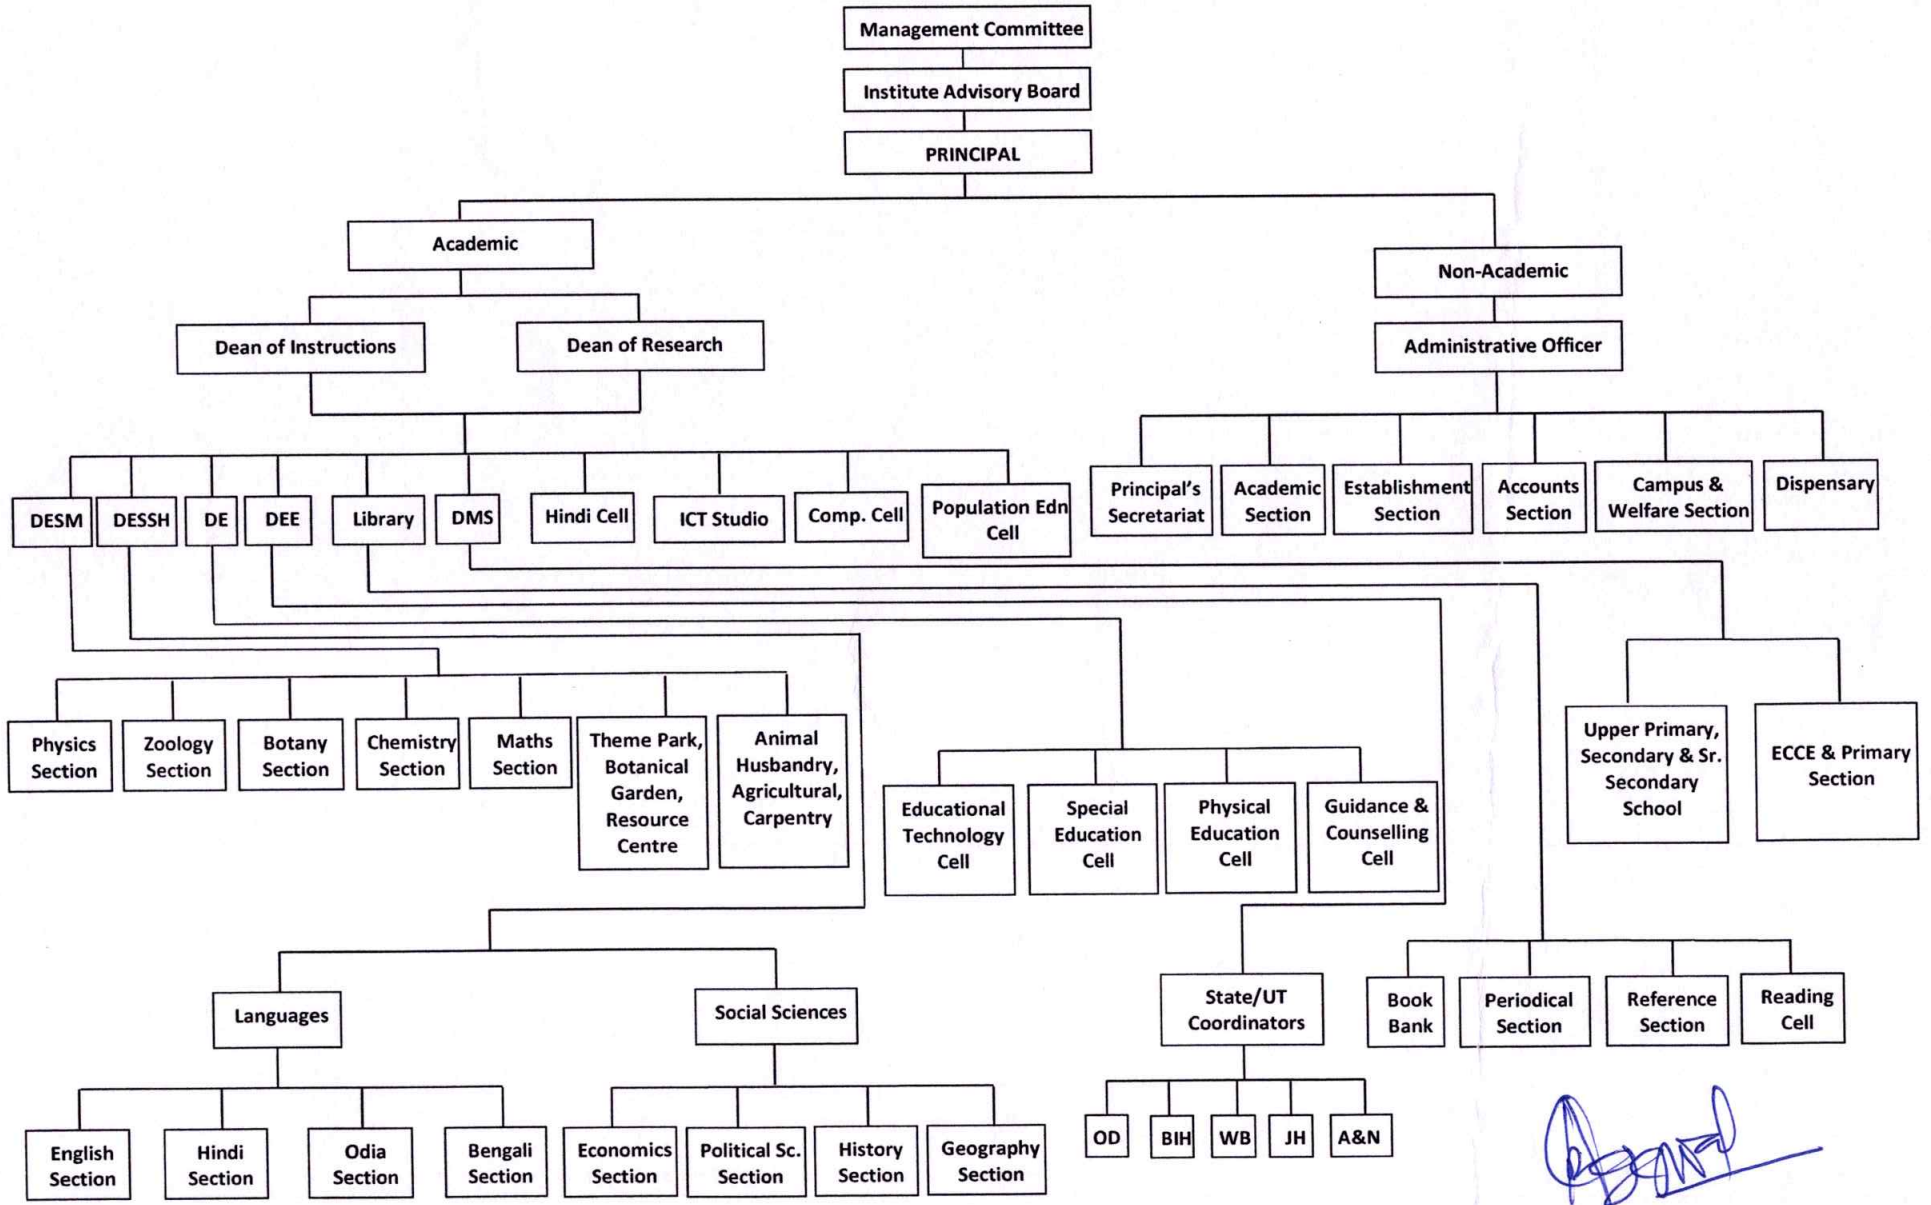 Management Committee
Institute Advisory Board
PRINCIPAL
Academic
Non-Academic
Dean of Instructions
Dean of Research
Administrative Officer
DESM
DESSH
DE
DEE
Library
DMS
Hindi Cell
ICT Studio
Comp. Cell
Population Edn
Cell
Principal's
Secretariat
Academic
Section
Establishment
Section
Accounts
Section
Campus &
Welfare Section
Dispensary
Physics
Section
Zoology
Section
Botany
Section
Chemistry
Section
Maths
Section
Theme Park,
Botanical
Garden,
Resource
Centre
Animal
Husbandry,
Agricultural,
Carpentry
Educational
Technology
Cell
Special
Education
Cell
Physical
Education
Cell
Guidance &
Counselling
Cell
Upper Primary,
Secondary & Sr.
Secondary
School
ECCE & Primary
Section
Languages
Social Sciences
State/UT
Coordinators
Book
Bank
Periodical
Section
Reference
Section
Reading
Cell
English
Section
Hindi
Section
Odia
Section
Bengali
Section
Economics
Section
Political Sc.
Section
History
Section
Geography
Section
OD
BIH
WB
JH
A&N